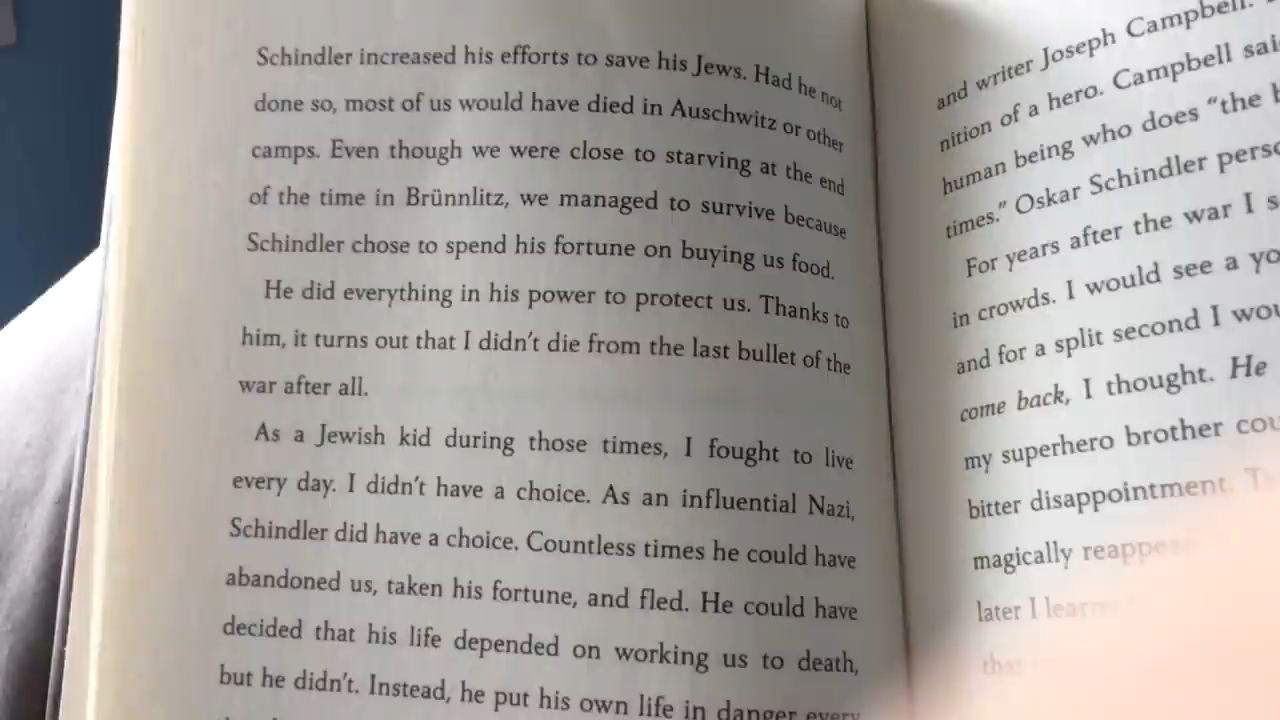 Schindler increased his efforts to save his Jews. Had he not
done so, most of us would have died in Auschwitz or other
camps. Even though we were close to starving at the end
of the time in Brünnlitz, we managed to survive because
Schindler chose to spend his fortune on buying us food.
He did everything in his power to protect us. Thanks to
him, it turns out that I didn't die from the last bullet of the
war after all.
As a Jewish kid during those times, I fought to live
every day. I didn't have a choice. As an influential Nazi,
Schindler did have a choice. Countless times he could have
abandoned us, taken his fortune, and fled. He could have
decided that his life depended on working us to death,
but he didn't. Instead, he put his own life in danger every
and writer Joseph Campbell.
nition of a hero. Campbell
human being who does "the
times." Oskar Schindler
For years after the war I
in crowds. I would see a
and for a split second I
come back, I thought. He
my superhero brother
bitter disappointment.
magically
later I
that